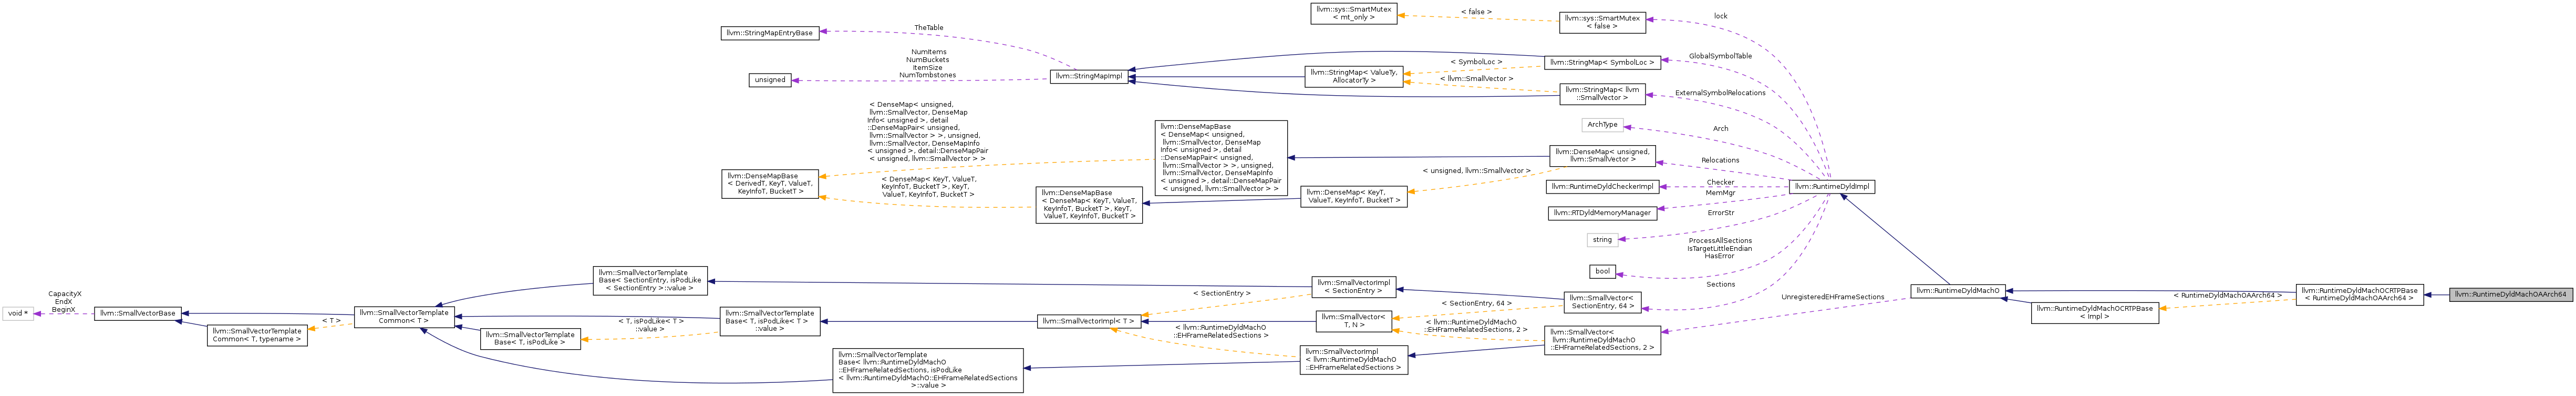 llvm::sys::SmartMutex
< mt_only >
< false >
llvm::sys::SmartMutex
< false >
lock
llvm::StringMapEntryBase
TheTable
NumItems
NumBuckets
ItemSize
NumTombstones
unsigned
llvm::StringMapImpl
llvm::StringMap< ValueTy,
AllocatorTy >
< SymbolLoc >
< llvm::SmallVector >
llvm::StringMap< SymbolLoc >
GlobalSymbolTable
llvm::StringMap< llvm
::SmallVector >
ExternalSymbolRelocations
ArchType
Arch
< DenseMap< unsigned,
llvm::SmallVector, DenseMap
Info< unsigned >, detail
::DenseMapPair< unsigned,
llvm::SmallVector > >, unsigned,
llvm::SmallVector, DenseMapInfo
< unsigned >, detail::DenseMapPair
< unsigned, llvm::SmallVector > >
llvm::DenseMapBase
< DenseMap< unsigned,
llvm::SmallVector, DenseMap
Info< unsigned >, detail
::DenseMapPair< unsigned,
llvm::SmallVector > >, unsigned,
llvm::SmallVector, DenseMapInfo
< unsigned >, detail::DenseMapPair
< unsigned, llvm::SmallVector > >
llvm::DenseMap< unsigned,
llvm::SmallVector >
Relocations
llvm::DenseMapBase
< DerivedT, KeyT, ValueT,
KeyInfoT, BucketT >
< DenseMap< KeyT, ValueT,
KeyInfoT, BucketT >, KeyT,
ValueT, KeyInfoT, BucketT >
llvm::DenseMapBase
< DenseMap< KeyT, ValueT,
KeyInfoT, BucketT >, KeyT,
ValueT, KeyInfoT, BucketT >
llvm::DenseMap< KeyT,
ValueT, KeyInfoT, BucketT >
< unsigned, llvm::SmallVector >
llvm::RuntimeDyldCheckerImpl
Checker
MemMgr
llvm::RTDyldMemoryManager
ErrorStr
string
ProcessAllSections
IsTargetLittleEndian
HasError
bool
Sections
llvm::RuntimeDyldImpl
llvm::SmallVectorTemplate
Base< SectionEntry, isPodLike
< SectionEntry >::value >
llvm::SmallVectorImpl
< SectionEntry >
< SectionEntry >
< SectionEntry, 64 >
llvm::SmallVector<
SectionEntry, 64 >
UnregisteredEHFrameSections
llvm::RuntimeDyldMachO
< RuntimeDyldMachOAArch64 >
llvm::RuntimeDyldMachOCRTPBase
< RuntimeDyldMachOAArch64 >
llvm::RuntimeDyldMachOAArch64
llvm::RuntimeDyldMachOCRTPBase
< Impl >
void *
CapacityX
EndX
BeginX
llvm::SmallVectorBase
llvm::SmallVectorTemplate
Common< T, typename >
< T >
llvm::SmallVectorTemplate
Common< T >
llvm::SmallVectorTemplate
Base< T, isPodLike >
< T, isPodLike< T >
::value >
llvm::SmallVectorTemplate
Base< T, isPodLike< T >
::value >
llvm::SmallVectorImpl< T >
llvm::SmallVector<
T, N >
< llvm::RuntimeDyldMachO
::EHFrameRelatedSections >
< llvm::RuntimeDyldMachO
::EHFrameRelatedSections, 2 >
llvm::SmallVector<
llvm::RuntimeDyldMachO
::EHFrameRelatedSections, 2 >
llvm::SmallVectorImpl
< llvm::RuntimeDyldMachO
::EHFrameRelatedSections >
llvm::SmallVectorTemplate
Base< llvm::RuntimeDyldMachO
::EHFrameRelatedSections, isPodLike
< llvm::RuntimeDyldMachO::EHFrameRelatedSections
>::value >